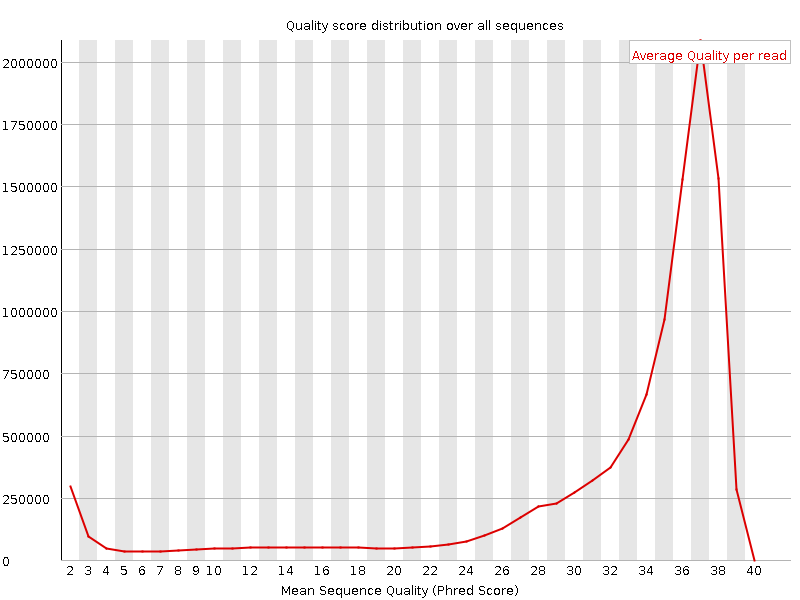 Quality score distribution over all sequences
Average Quality per read
2000000
1750000
1500000
1250000
1000000
750000
500000
250000
0
2 3 4 5 6 7 8 9 10 12 14 16 18 20 22 24 26 28 30 32 34 36 38 40
Mean Sequence Quality (Phred Score)